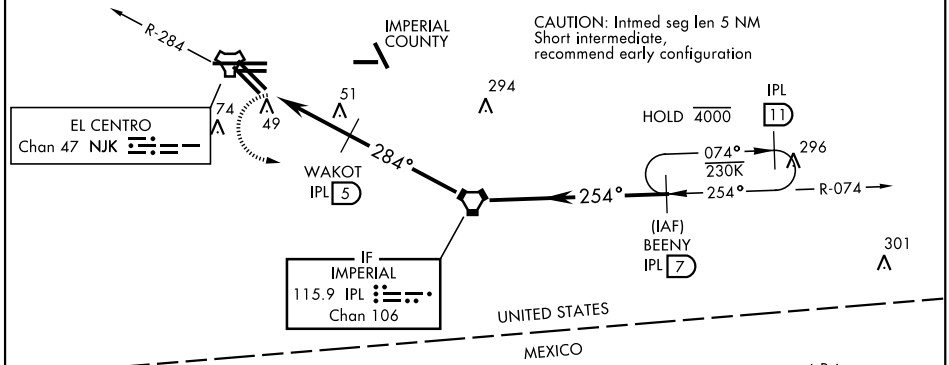 R-284
IMPERIAL
COUNTY
CAUTION: Intmed seg len 5 NM
Short intermediate,
recommend early configuration
IPL
11
HOLD 4000
294
51
74
49
EL CENTRO
Chan 47 NJK
296
074°
230K
254°
R-074
284°
WAKOT
IPL 5
254°
(IAF)
BEENY
IPL 7
301
IF
IMPERIAL
115.9 IPL
Chan 106
UNITED STATES
MEXICO